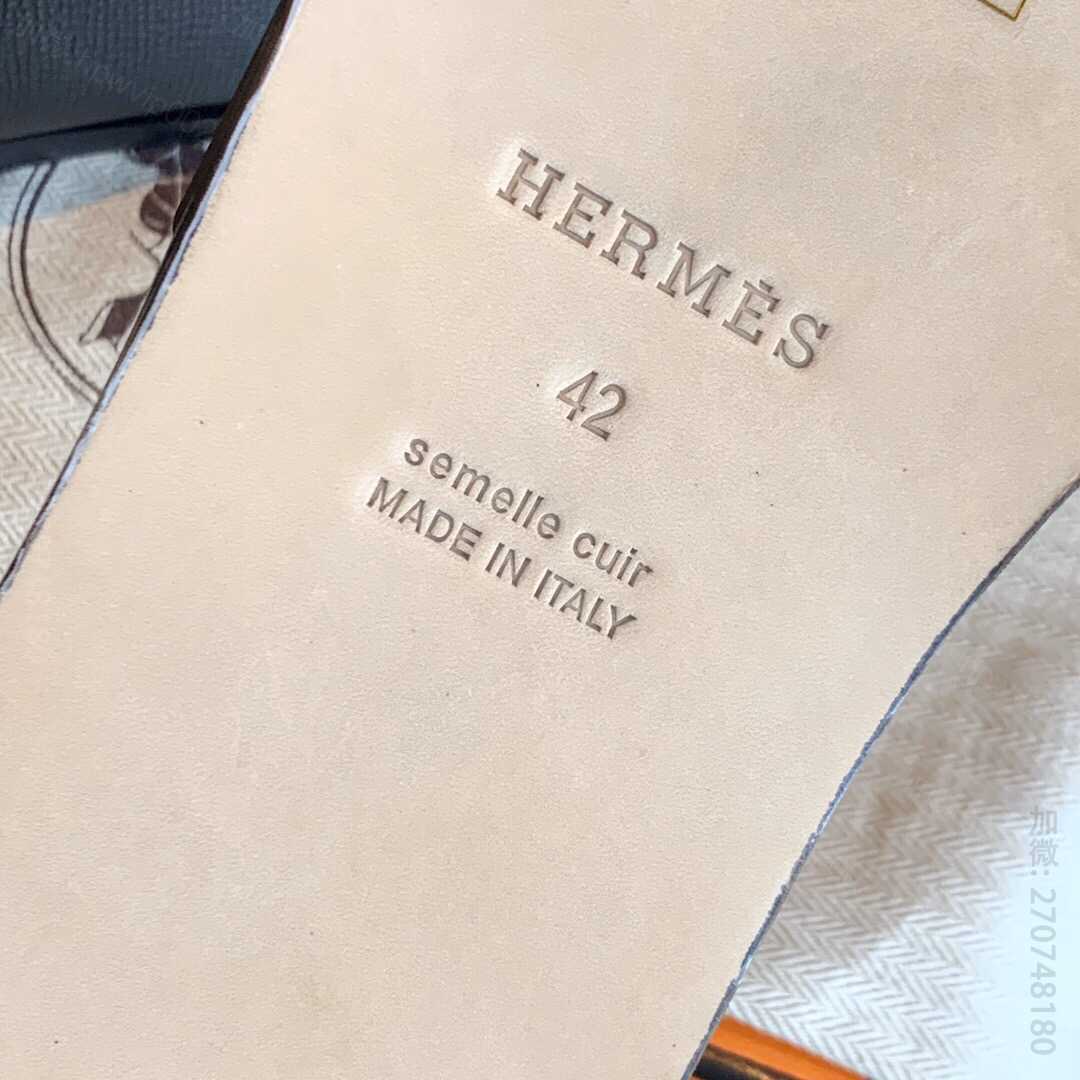 HERMÈS
42
semelle cuir
MADE IN ITALY
加微: 270748180